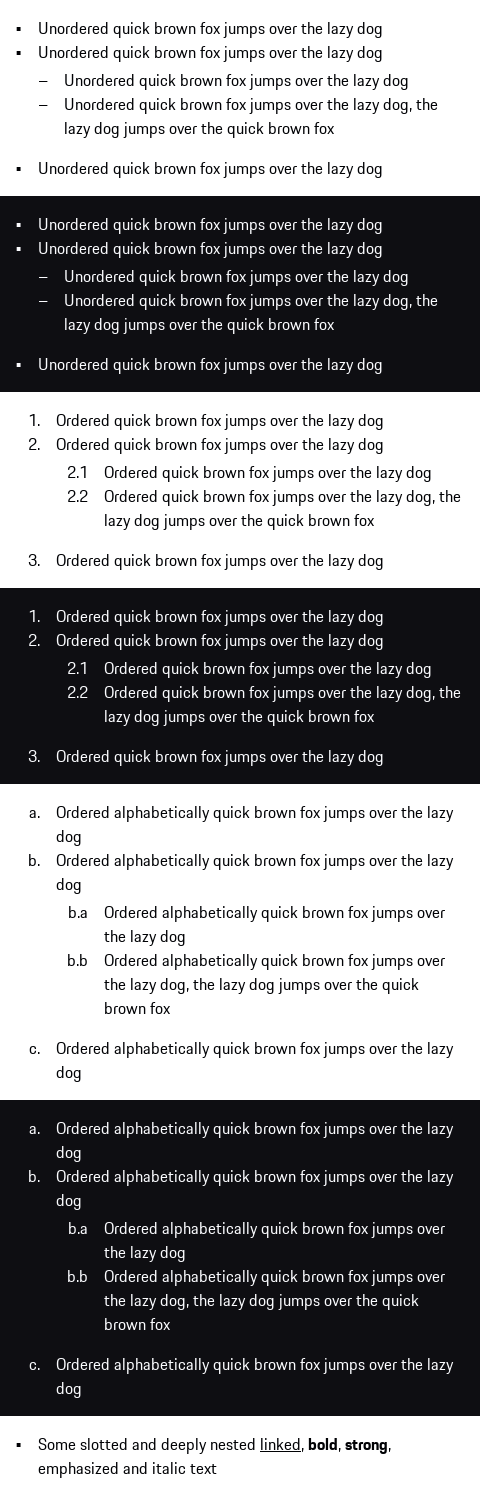 ▪ Unordered quick brown fox jumps over the lazy dog
▪ Unordered quick brown fox jumps over the lazy dog
– Unordered quick brown fox jumps over the lazy dog
– Unordered quick brown fox jumps over the lazy dog, the
lazy dog jumps over the quick brown fox
▪ Unordered quick brown fox jumps over the lazy dog
▪ Unordered quick brown fox jumps over the lazy dog
▪ Unordered quick brown fox jumps over the lazy dog
– Unordered quick brown fox jumps over the lazy dog
– Unordered quick brown fox jumps over the lazy dog, the
lazy dog jumps over the quick brown fox
▪ Unordered quick brown fox jumps over the lazy dog
1. Ordered quick brown fox jumps over the lazy dog
2. Ordered quick brown fox jumps over the lazy dog
2.1 Ordered quick brown fox jumps over the lazy dog
2.2 Ordered quick brown fox jumps over the lazy dog, the
lazy dog jumps over the quick brown fox
3. Ordered quick brown fox jumps over the lazy dog
1. Ordered quick brown fox jumps over the lazy dog
2. Ordered quick brown fox jumps over the lazy dog
2.1 Ordered quick brown fox jumps over the lazy dog
2.2 Ordered quick brown fox jumps over the lazy dog, the
lazy dog jumps over the quick brown fox
3. Ordered quick brown fox jumps over the lazy dog
a. Ordered alphabetically quick brown fox jumps over the lazy
dog
b. Ordered alphabetically quick brown fox jumps over the lazy
dog
b.a Ordered alphabetically quick brown fox jumps over
the lazy dog
b.b Ordered alphabetically quick brown fox jumps over
the lazy dog, the lazy dog jumps over the quick
brown fox
c. Ordered alphabetically quick brown fox jumps over the lazy
dog
a. Ordered alphabetically quick brown fox jumps over the lazy
dog
b. Ordered alphabetically quick brown fox jumps over the lazy
dog
b.a Ordered alphabetically quick brown fox jumps over
the lazy dog
b.b Ordered alphabetically quick brown fox jumps over
the lazy dog, the lazy dog jumps over the quick
brown fox
c. Ordered alphabetically quick brown fox jumps over the lazy
dog
▪ Some slotted and deeply nested linked, bold, strong,
emphasized and italic text